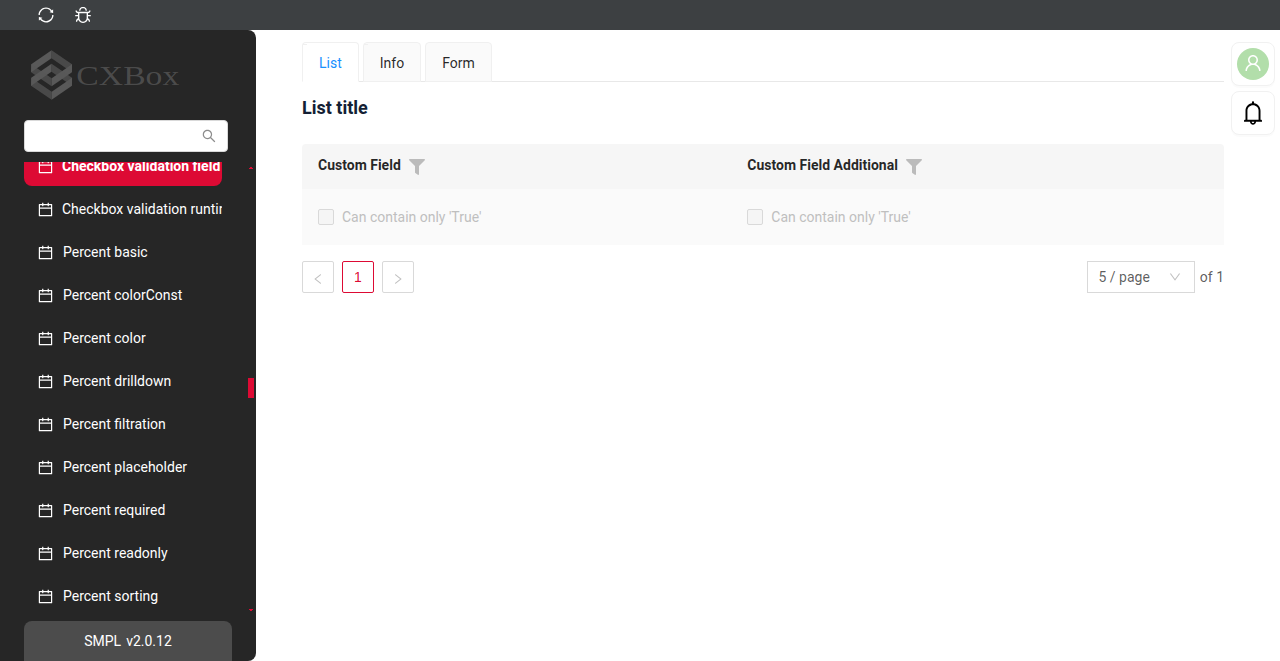 CXBox
List
Info
Form
List title
Custom Field
Custom Field Additional
Can contain only 'True'
Can contain only 'True'
1
5 / page
of 1
Checkbox validation field
Checkbox validation runtir
Percent basic
Percent colorConst
Percent color
Percent drilldown
Percent filtration
Percent placeholder
Percent required
Percent readonly
Percent sorting
SMPL v2.0.12